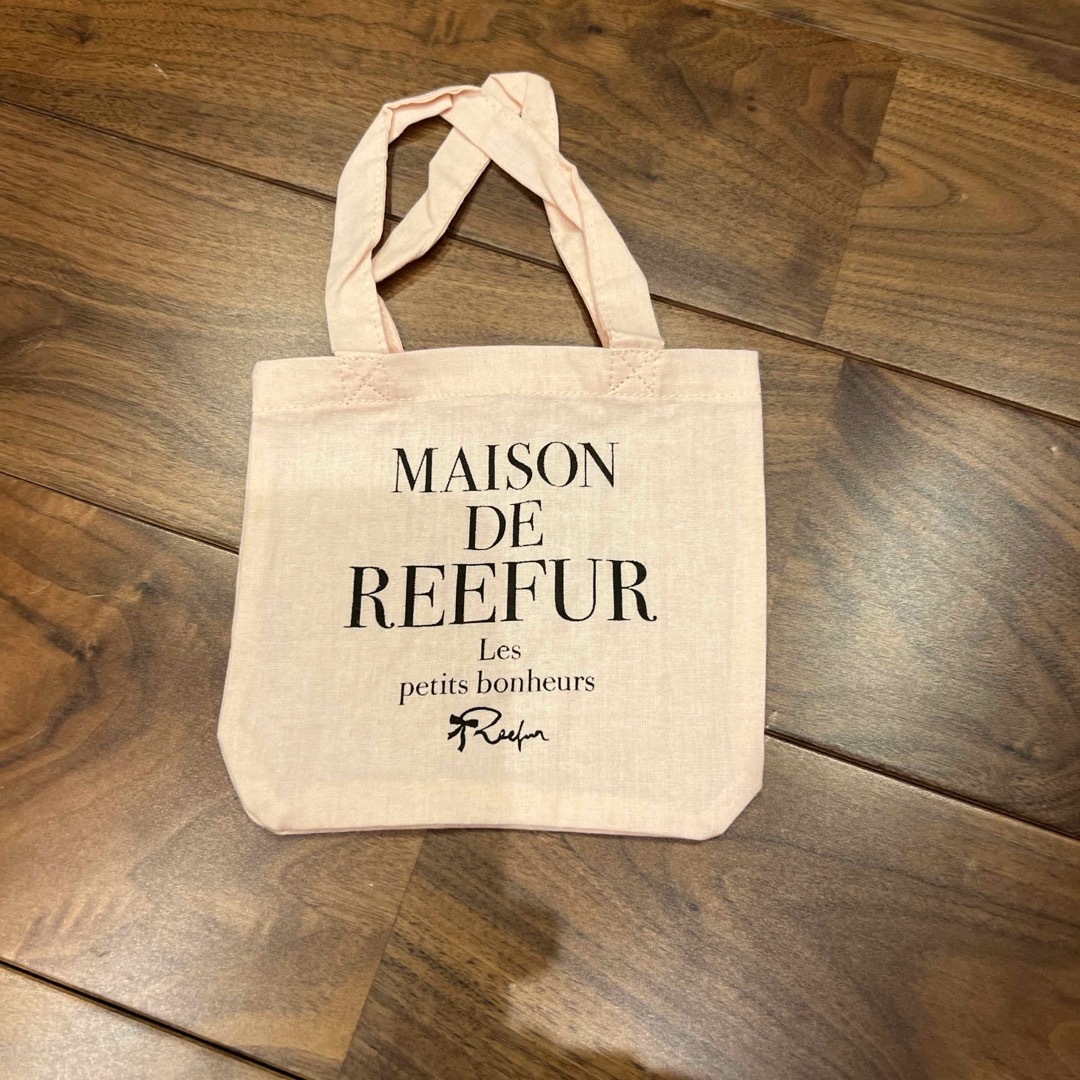 MAISON
DE
REEFUR
Les
petits bonheurs
Reefur